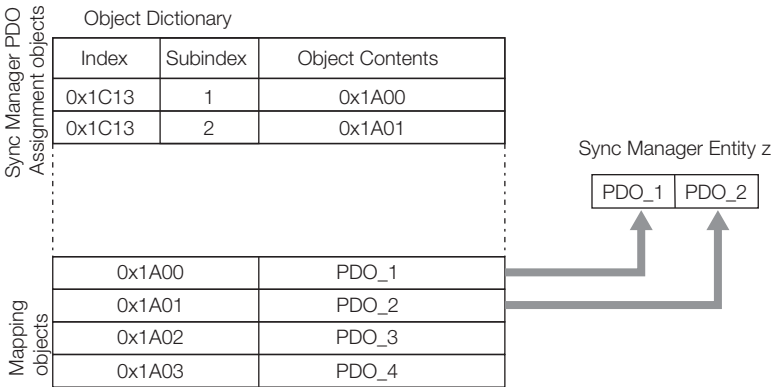 Object Dictionary
Sync Manager PDO
Assignment objects
Index Subindex Object Contents
0x1C13 1 0x1A00
0x1C13 2 0x1A01
Sync Manager Entity z
PDO_1 PDO_2
Mapping
objects
0x1A00 PDO_1
0x1A01 PDO_2
0x1A02 PDO_3
0x1A03 PDO_4